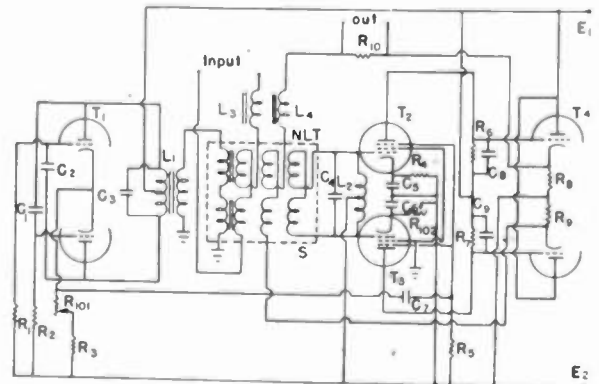 out
E1
R10
Input
T1
L3
L4
T2
T4
NLT
R6
C2
L1
C8
C3
R4
R8
C4
L2
C5
C9
C1
C6
R9
S
R102
R7
T3
R101
C7
R1
R2
R3
R5
E2